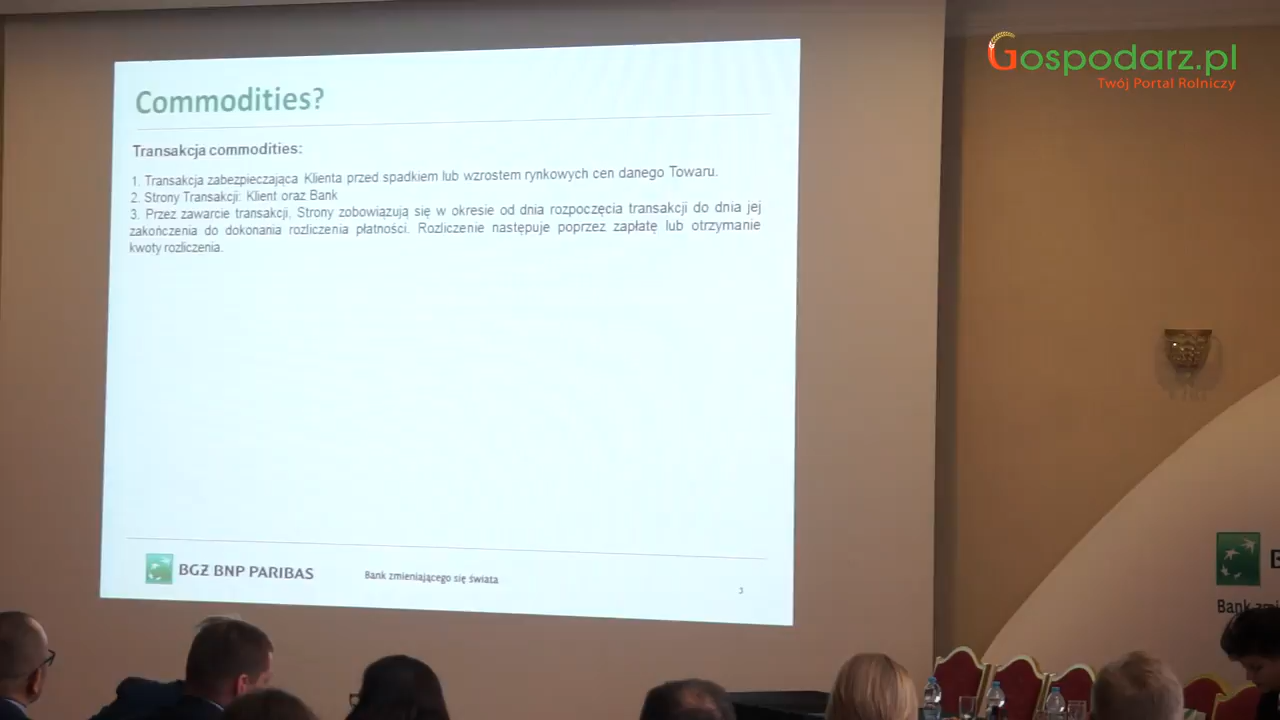 Gospodarz.pl
Twój Portal Rolniczy
Commodities?
Transakcja commodities:
1. Transakcja zabezpieczająca Klienta przed spadkiem lub wzrostem rynkowych cen danego Towaru.
2. Strony Transakcji: Klient oraz Bank
3. Przez zawarcie transakcji, Strony zobowiązują się w okresie od dnia rozpoczęcia transakcji do dnia jej
zakończenia do dokonania rozliczenia płatności. Rozliczenie następuje poprzez zapłatę lub otrzymanie
kwoty rozliczenia.
BGŻ BNP PARIBAS
Bank zmieniającego się świata
3
Bank